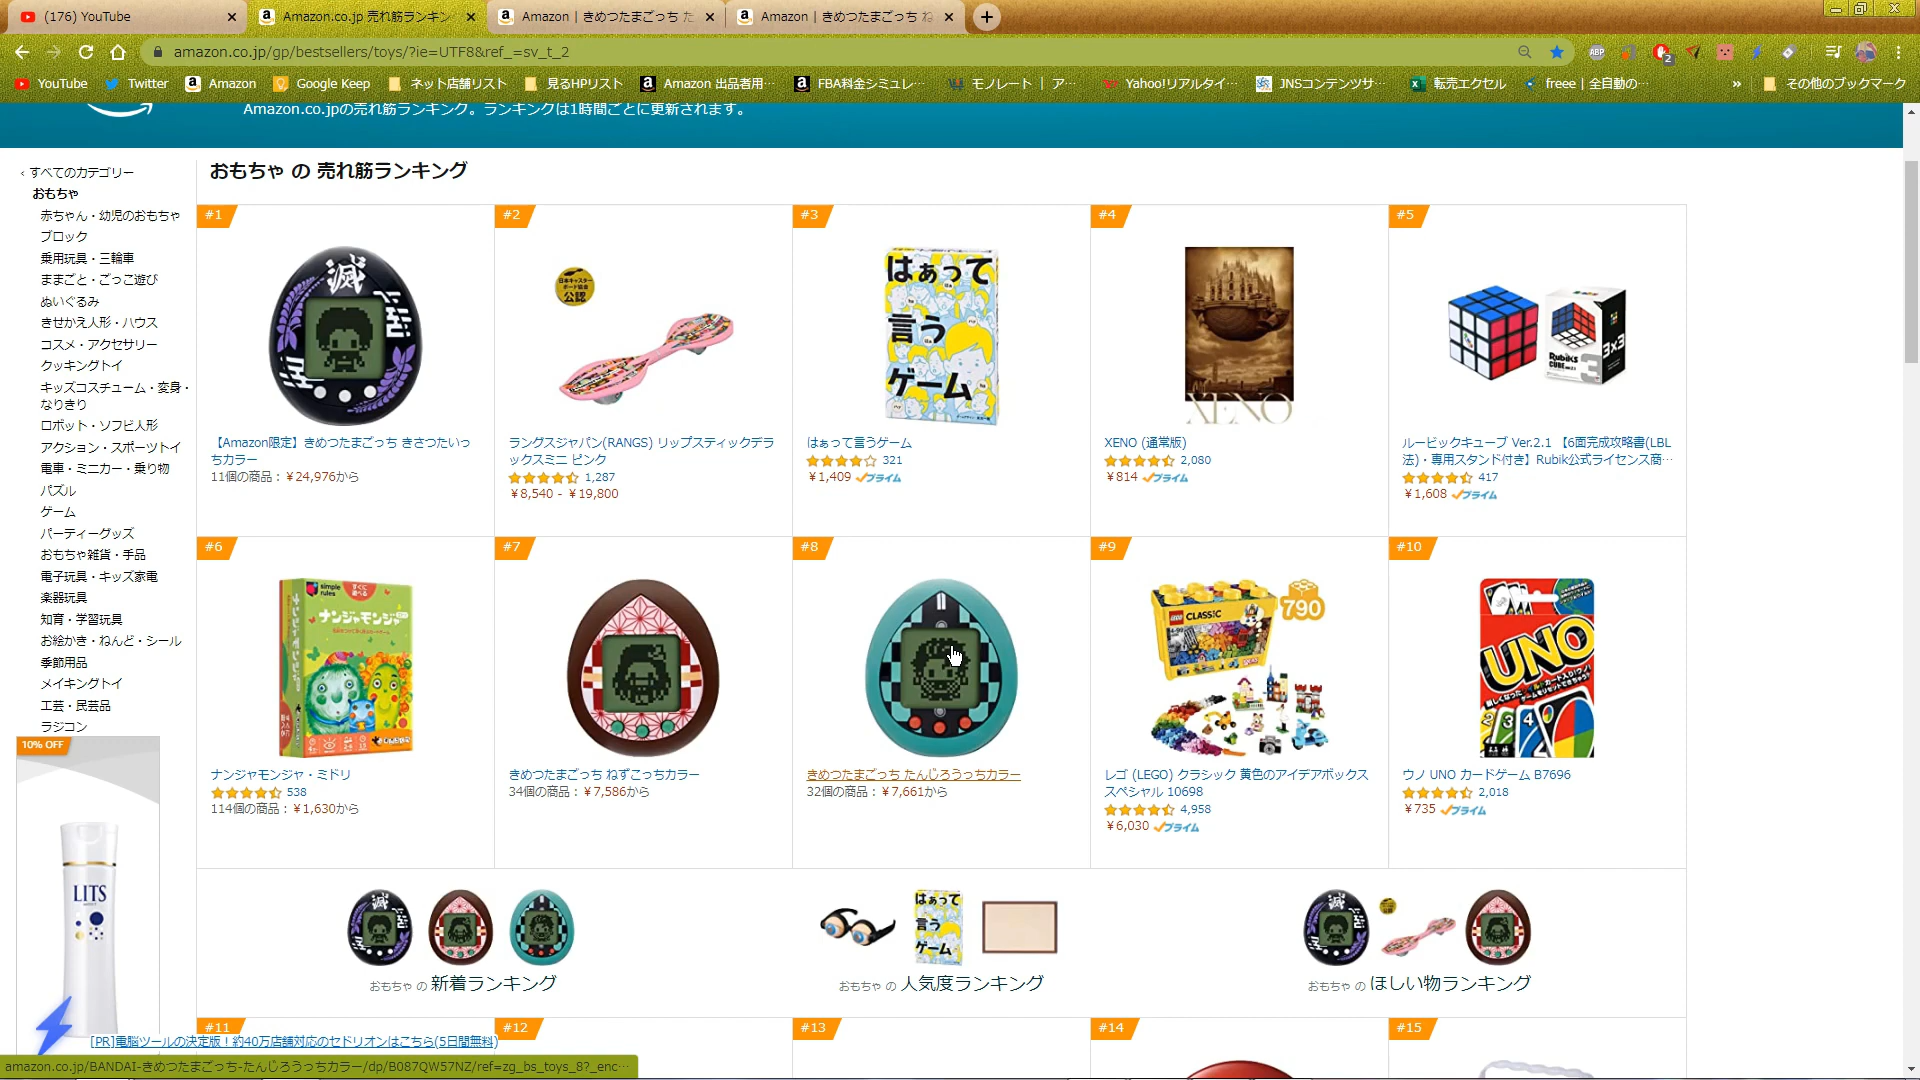 (176) YouTube
Amazon.co.jp 売れ筋ランキン
Amazon | きめつたまごっち た
Amazon | きめつたまごっち ね
amazon.co.jp/gp/bestsellers/toys/?ie=UTF8&ref_=sv_t_2
YouTube
Twitter
Amazon
Google Keep
ネット店舗リスト
見るHPリスト
Amazon 出品者用…
FBA料金シミュレ…
モノレート | ア…
Yahoo!リアルタイ…
JNSコンテンツサ…
転売エクセル
freee | 全自動の…
»
その他のブックマーク
Amazon.co.jpの売れ筋ランキング。ランキングは1時間ごとに更新されます。
‹ すべてのカテゴリー
おもちゃ
赤ちゃん・幼児のおもちゃ
ブロック
乗用玩具・三輪車
ままごと・ごっこ遊び
ぬいぐるみ
きせかえ人形・ハウス
コスメ・アクセサリー
クッキングトイ
キッズコスチューム・変身・
なりきり
ロボット・ソフビ人形
アクション・スポーツトイ
電車・ミニカー・乗り物
パズル
ゲーム
パーティーグッズ
おもちゃ雑貨・手品
電子玩具・キッズ家電
楽器玩具
知育・学習玩具
お絵かき・ねんど・シール
季節用品
メイキングトイ
工芸・民芸品
ラジコン
10% OFF
LITS
おもちゃ の 売れ筋ランキング
#1
滅
【Amazon限定】きめつたまごっち きさつたいっ
ちカラー
11個の商品：￥24,976から
#2
公認
ラングスジャパン(RANGS) リップスティックデラ
ックスミニ ピンク
1,287
￥8,540 - ￥19,800
#3
はぁって
言う
ゲーム
はぁって言うゲーム
321
￥1,409 プライム
#4
XENO
XENO (通常版)
2,080
￥814 プライム
#5
Rubiks
3x3
ルービックキューブ Ver.2.1 【6面完成攻略書(LBL
法)・専用スタンド付き】Rubik公式ライセンス商…
417
￥1,608 プライム
#6
simple rules
ナンジャモンジャ
ナンジャモンジャ・ミドリ
538
114個の商品：￥1,630から
#7
きめつたまごっち ねずこっちカラー
34個の商品：￥7,586から
#8
きめつたまごっち たんじろうっちカラー
32個の商品：￥7,661から
#9
LEGO CLASSIC
790
レゴ (LEGO) クラシック 黄色のアイデアボックス
スペシャル 10698
4,958
￥6,030 プライム
#10
UNO
ウノ UNO カードゲーム B7696
2,018
￥735 プライム
おもちゃ の 新着ランキング
はぁって
言う
ゲーム
おもちゃ の 人気度ランキング
おもちゃ の ほしい物ランキング
#11
#12
#13
#14
#15
[PR]電脳ツールの決定版！約40万店舗対応のセドリオンはこちら(5日間無料)
amazon.co.jp/BANDAI-きめつたまごっち-たんじろうっちカラー/dp/B087QW57NZ/ref=zg_bs_toys_8?_enc…